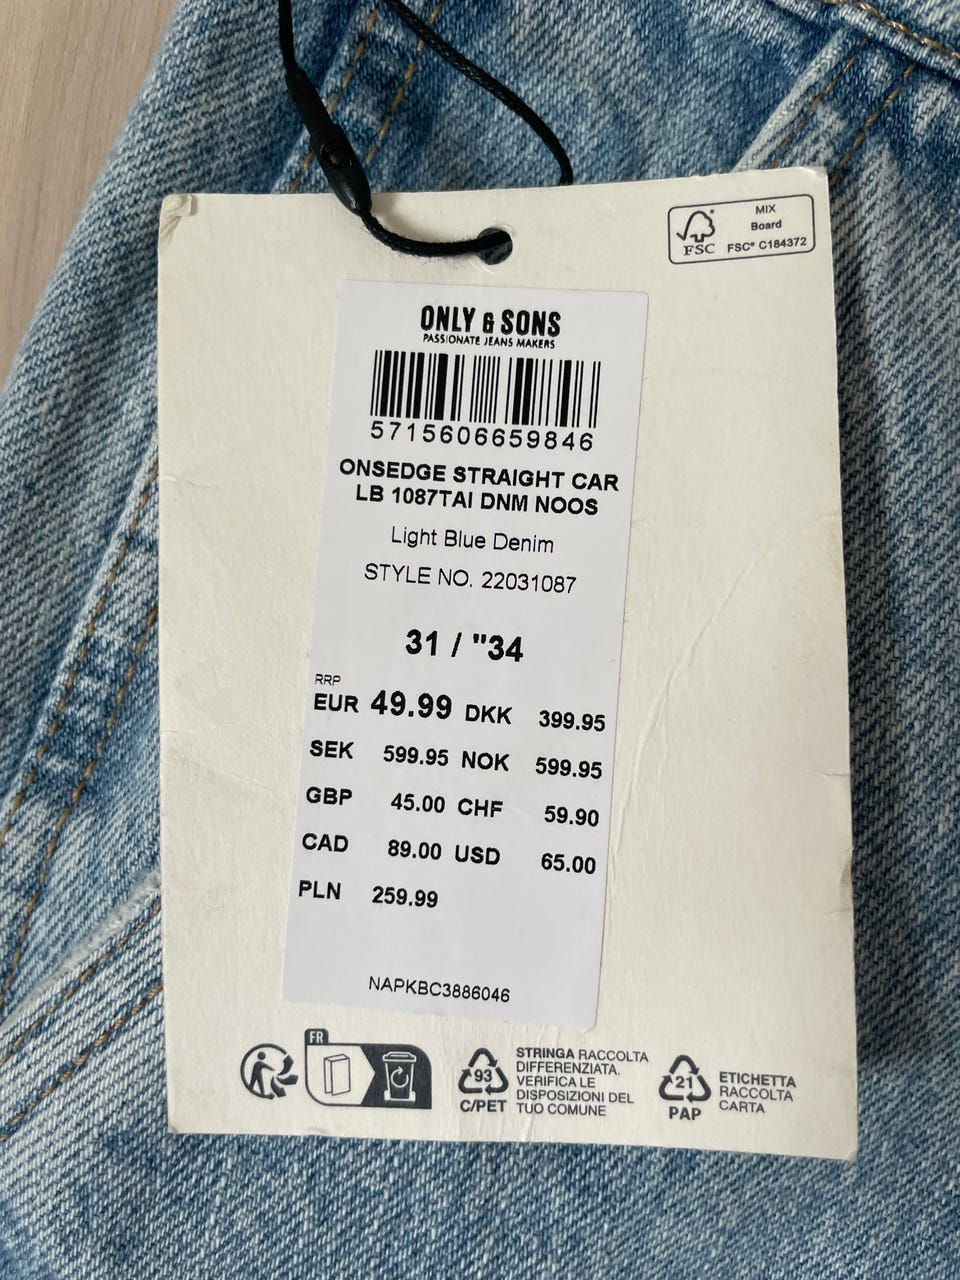 MIX
Board
FSC FSC® C184372
ONLY & SONS
PASSIONATE JEANS MAKERS
5715606659846
ONSEDGE STRAIGHT CAR
LB 1087TAI DNM NOOS
Light Blue Denim
STYLE NO. 22031087
31 / "34
RRP
EUR 49.99 DKK 399.95
SEK 599.95 NOK 599.95
GBP 45.00 CHF 59.90
CAD 89.00 USD 65.00
PLN 259.99
NAPKBC3886046
FR
93
C/PET
STRINGA RACCOLTA
DIFFERENZIATA.
VERIFICA LE
DISPOSIZIONI DEL
TUO COMUNE
21
PAP
ETICHETTA
RACCOLTA
CARTA